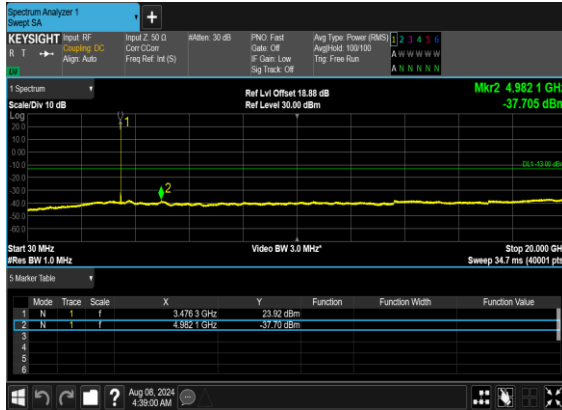 Spectrum Analyzer 1
Swept SA
+
KEYSIGHT Input: RF Input Z: 50 Ω #Atten: 30 dB PNO: Fast Avg Type: Power (RMS) 1 2 3 4 5 6
R T Coupling: DC Corr CCorr Gate: Off Avg|Hold: 100/100 A W W W W W
Align: Auto Freq Ref: Int (S) IF Gain: Low Trig: Free Run
Sig Track: Off A N N N N N
1 Spectrum Ref Lvl Offset 18.88 dB Mkr2 4.982 1 GHz
Scale/Div 10 dB Ref Level 30.00 dBm -37.705 dBm
Log
1
20.0
10.0
0.00
-10.0
DL1 -13.00 dBm
-20.0
-30.0
2
-40.0
-50.0
-60.0
Start 30 MHz Video BW 3.0 MHz* Stop 20.000 GHz
#Res BW 1.0 MHz Sweep 34.7 ms (40001 pts)
5 Marker Table
Mode Trace Scale X Y Function Function Width Function Value
1 N 1 f 3.476 3 GHz 23.92 dBm
2 N 1 f 4.982 1 GHz -37.70 dBm
3
4
5
6
? Aug 08, 2024
4:39:00 AM